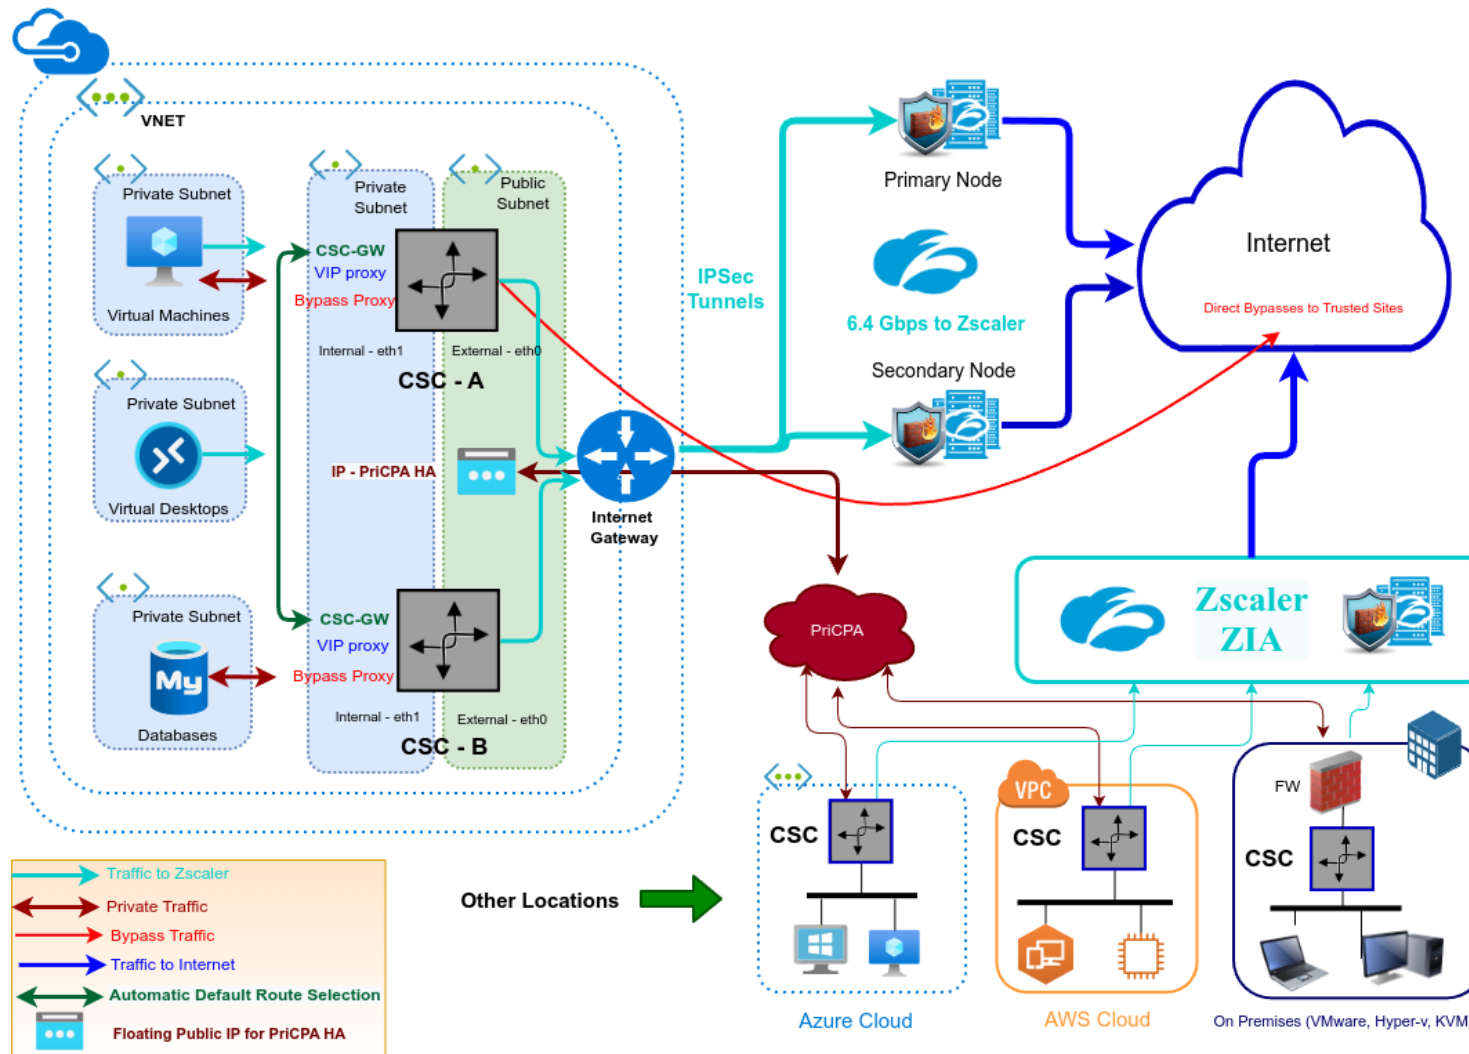 VNET
Private Subnet
Virtual Machines
Private Subnet
Virtual Desktops
Private Subnet
My
Databases
Private
Subnet
Public
Subnet
CSC-GW
VIP proxy
Bypass Proxy
Internal - eth1
External - eth0
CSC - A
IP - PriCPA HA
CSC-GW
VIP proxy
Bypass Proxy
Internal - eth1
External - eth0
CSC - B
Internet
Gateway
IPSec
Tunnels
Primary Node
6.4 Gbps to Zscaler
Secondary Node
Internet
Direct Bypasses to Trusted Sites
PriCPA
Zscaler
ZIA
Other Locations
CSC
Azure Cloud
VPC
CSC
AWS Cloud
FW
CSC
On Premises (VMware, Hyper-v, KVM
Traffic to Zscaler
Private Traffic
Bypass Traffic
Traffic to Internet
Automatic Default Route Selection
Floating Public IP for PriCPA HA